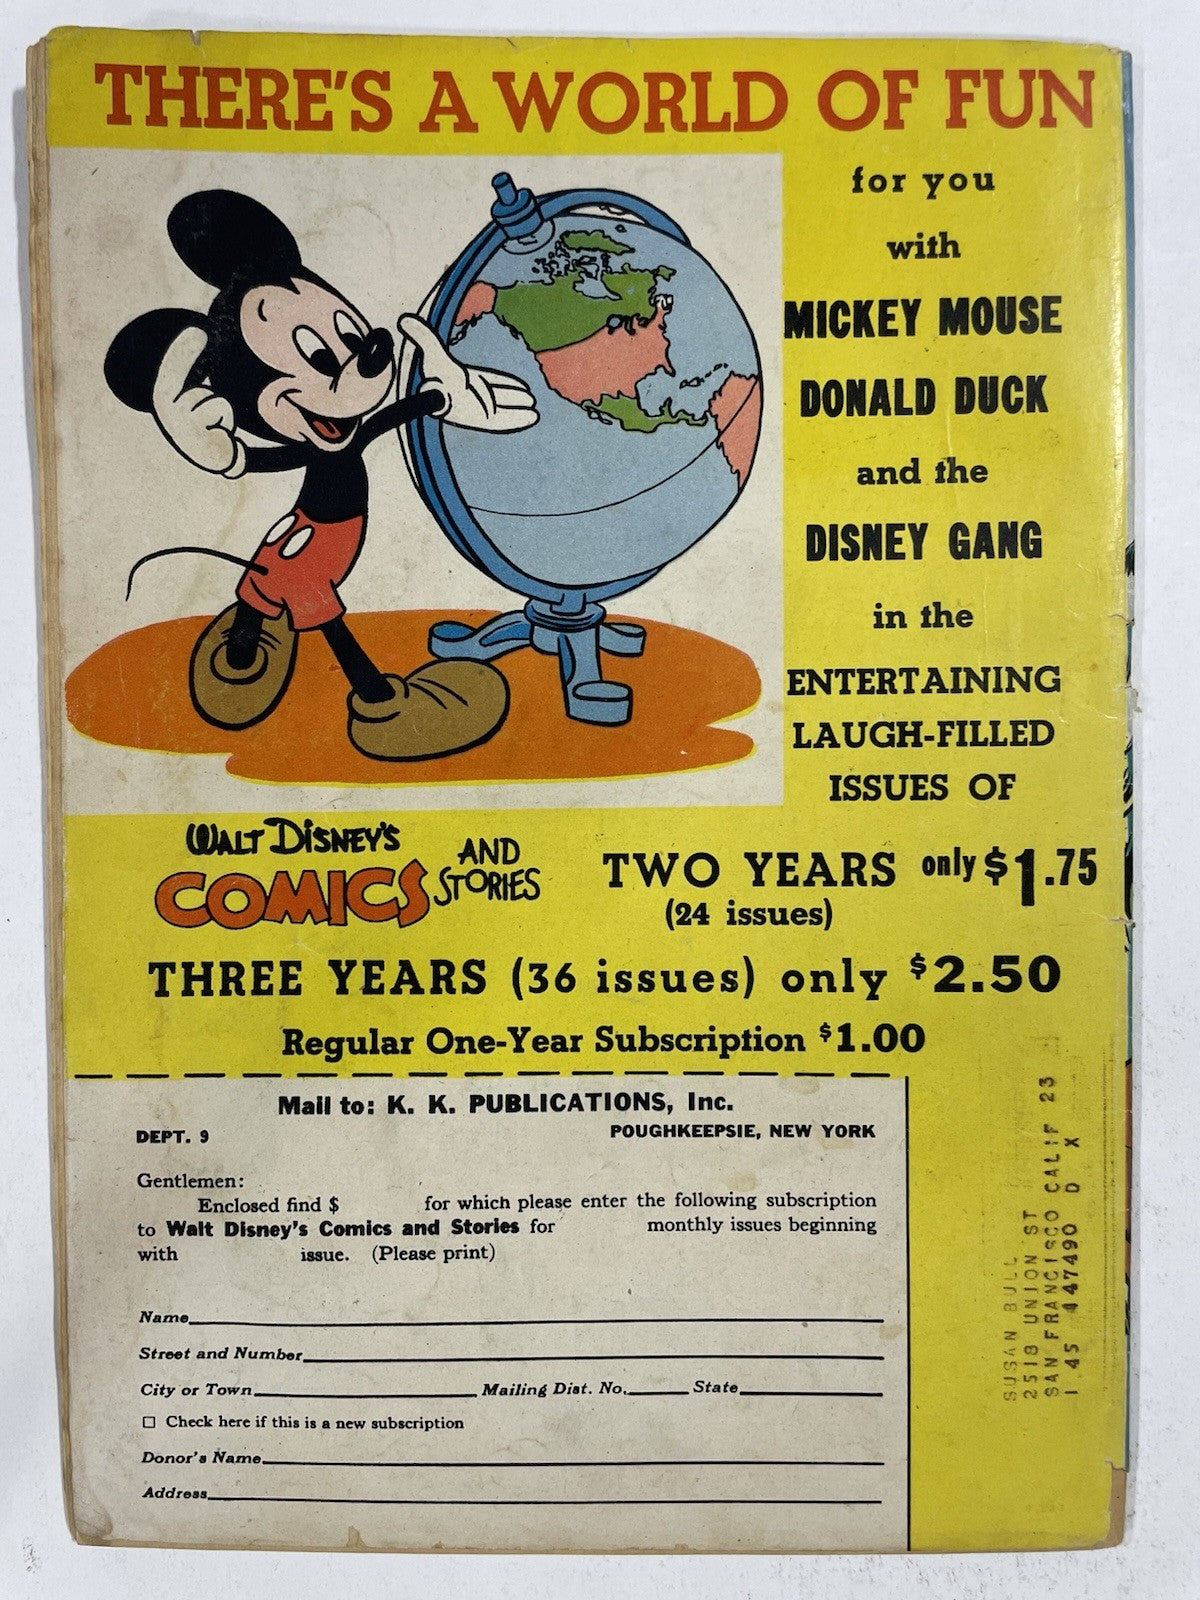 THERE'S A WORLD OF FUN
for you
with
MICKEY MOUSE
DONALD DUCK
and the
DISNEY GANG
in the
ENTERTAINING
LAUGH-FILLED
ISSUES OF
WALT DISNEY'S
COMICS AND STORIES
TWO YEARS only $1.75
(24 issues)
THREE YEARS (36 issues) only $2.50
Regular One-Year Subscription $1.00
Mail to: K. K. PUBLICATIONS, Inc.
DEPT. 9 POUGHKEEPSIE, NEW YORK
Gentlemen:
Enclosed find $ for which please enter the following subscription
to Walt Disney's Comics and Stories for monthly issues beginning
with issue. (Please print)
Name
Street and Number
City or Town Mailing Dist. No. State
☐ Check here if this is a new subscription
Donor's Name
Address
SUSAN BULL
2518 UNION ST
SAN FRANCISCO CALIF 23
1 45 447490 D X